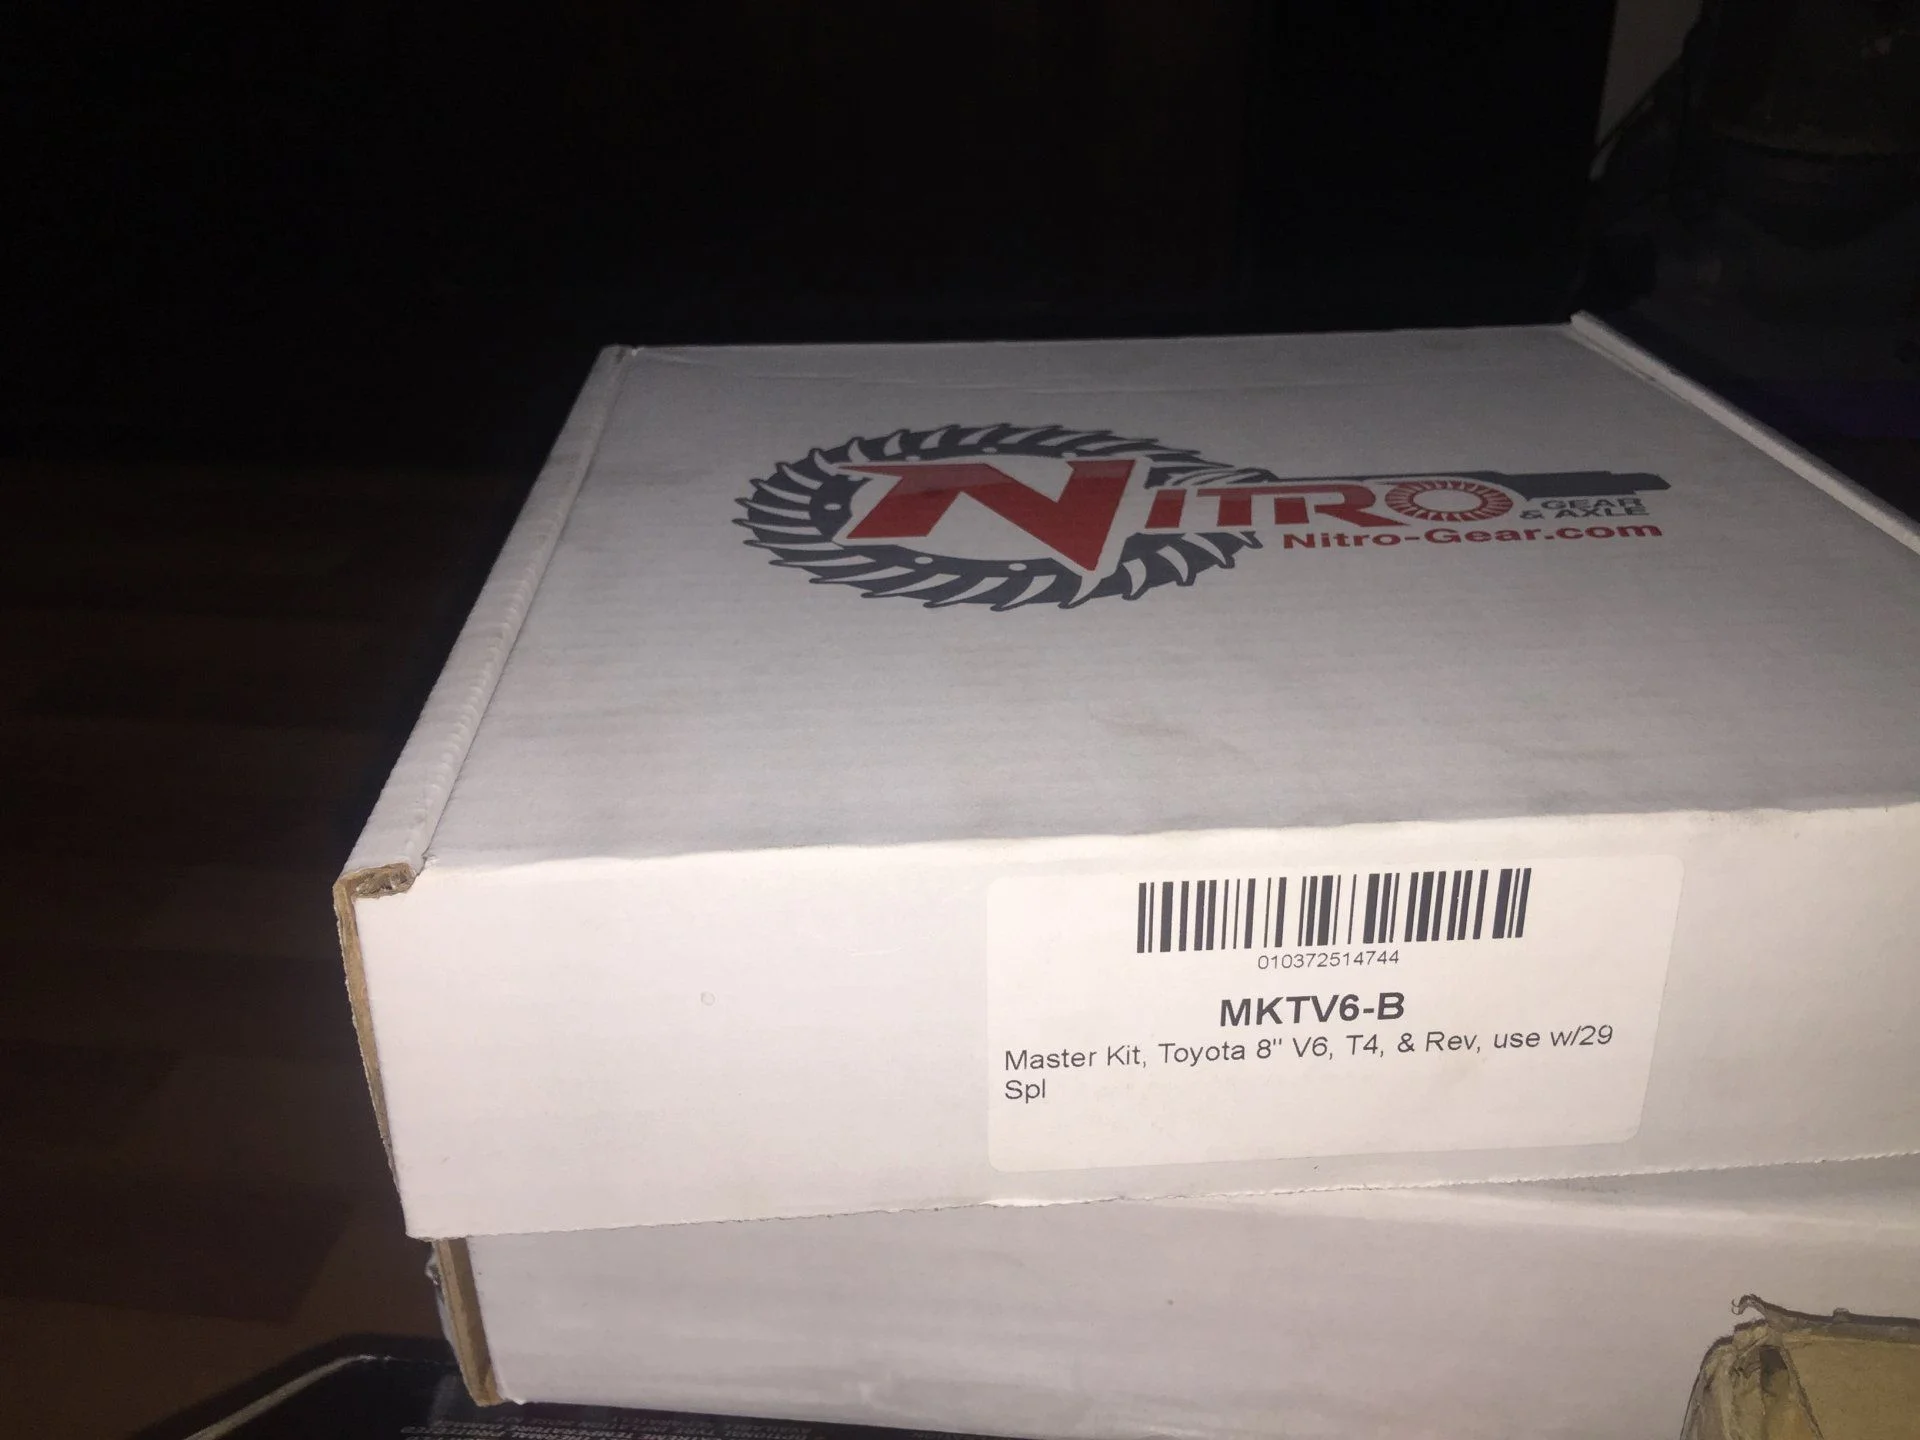 NITRO
GEAR
& AXLE
Nitro-Gear.com
010372514744
MKTV6-B
Master Kit, Toyota 8" V6, T4, & Rev, use w/29
Spl